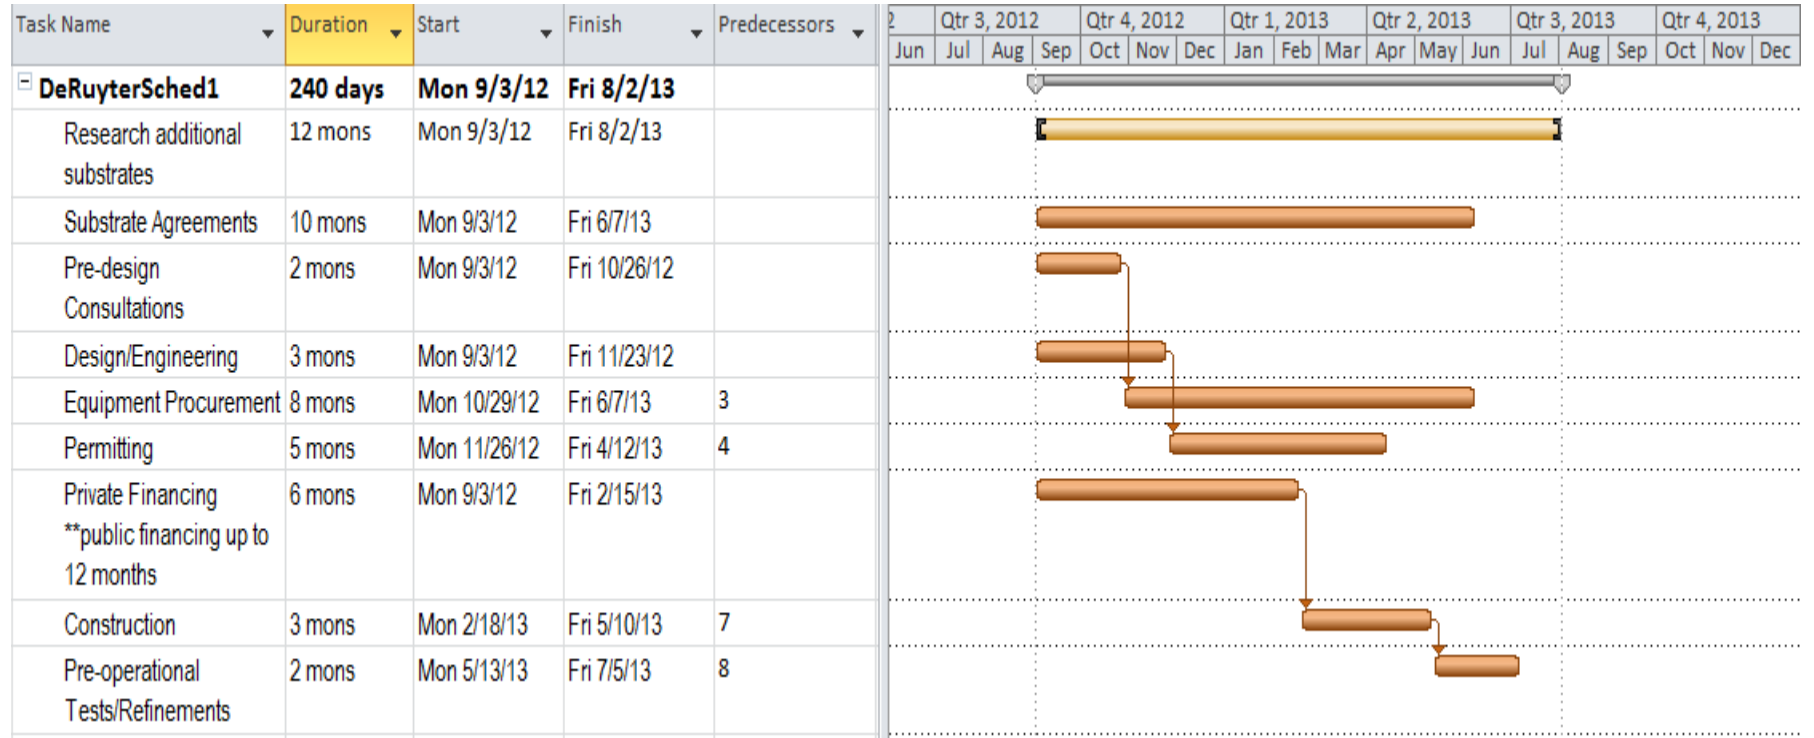 Task Name Duration Start Finish Predecessors 2 Qtr 3, 2012 Qtr 4, 2012 Qtr 1, 2013 Qtr 2, 2013 Qtr 3, 2013 Qtr 4, 2013
Jun Jul Aug Sep Oct Nov Dec Jan Feb Mar Apr May Jun Jul Aug Sep Oct Nov Dec
DeRuyterSched1 240 days Mon 9/3/12 Fri 8/2/13
Research additional 12 mons Mon 9/3/12 Fri 8/2/13
substrates
Substrate Agreements 10 mons Mon 9/3/12 Fri 6/7/13
Pre-design 2 mons Mon 9/3/12 Fri 10/26/12
Consultations
Design/Engineering 3 mons Mon 9/3/12 Fri 11/23/12
Equipment Procurement 8 mons Mon 10/29/12 Fri 6/7/13 3
Permitting 5 mons Mon 11/26/12 Fri 4/12/13 4
Private Financing 6 mons Mon 9/3/12 Fri 2/15/13
**public financing up to
12 months
Construction 3 mons Mon 2/18/13 Fri 5/10/13 7
Pre-operational 2 mons Mon 5/13/13 Fri 7/5/13 8
Tests/Refinements